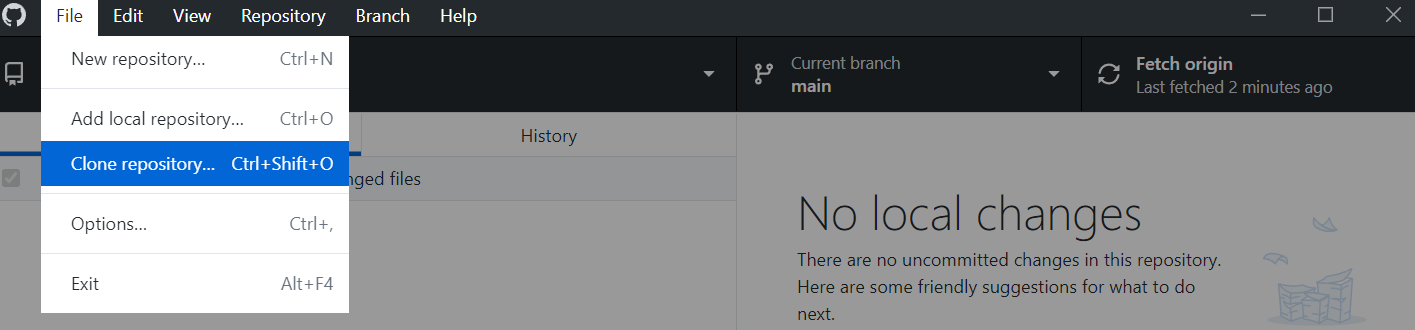 File Edit View Repository Branch Help
New repository... Ctrl+N
Add local repository... Ctrl+O
Clone repository... Ctrl+Shift+O
Options... Ctrl+,
Exit Alt+F4
Current branch
main
Fetch origin
Last fetched 2 minutes ago
History
files
No local changes
There are no uncommitted changes in this repository.
Here are some friendly suggestions for what to do
next.